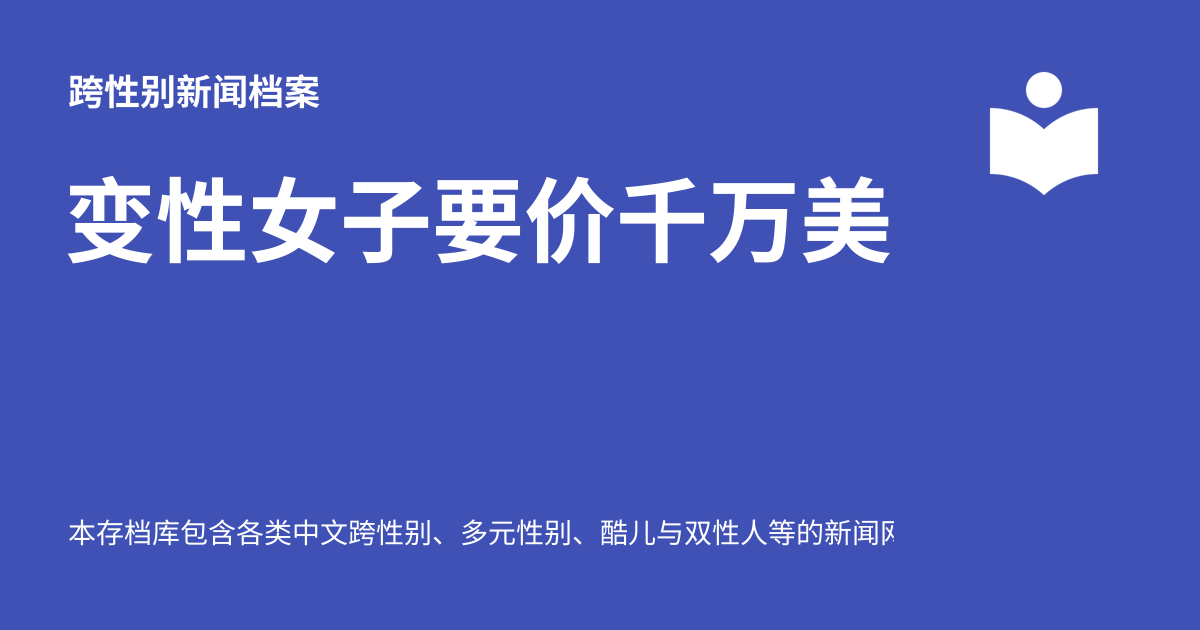 跨性别新闻档案
变性女子要价千万美
本存档库包含各类中文跨性别、多元性别、酷儿与双性人等的新闻